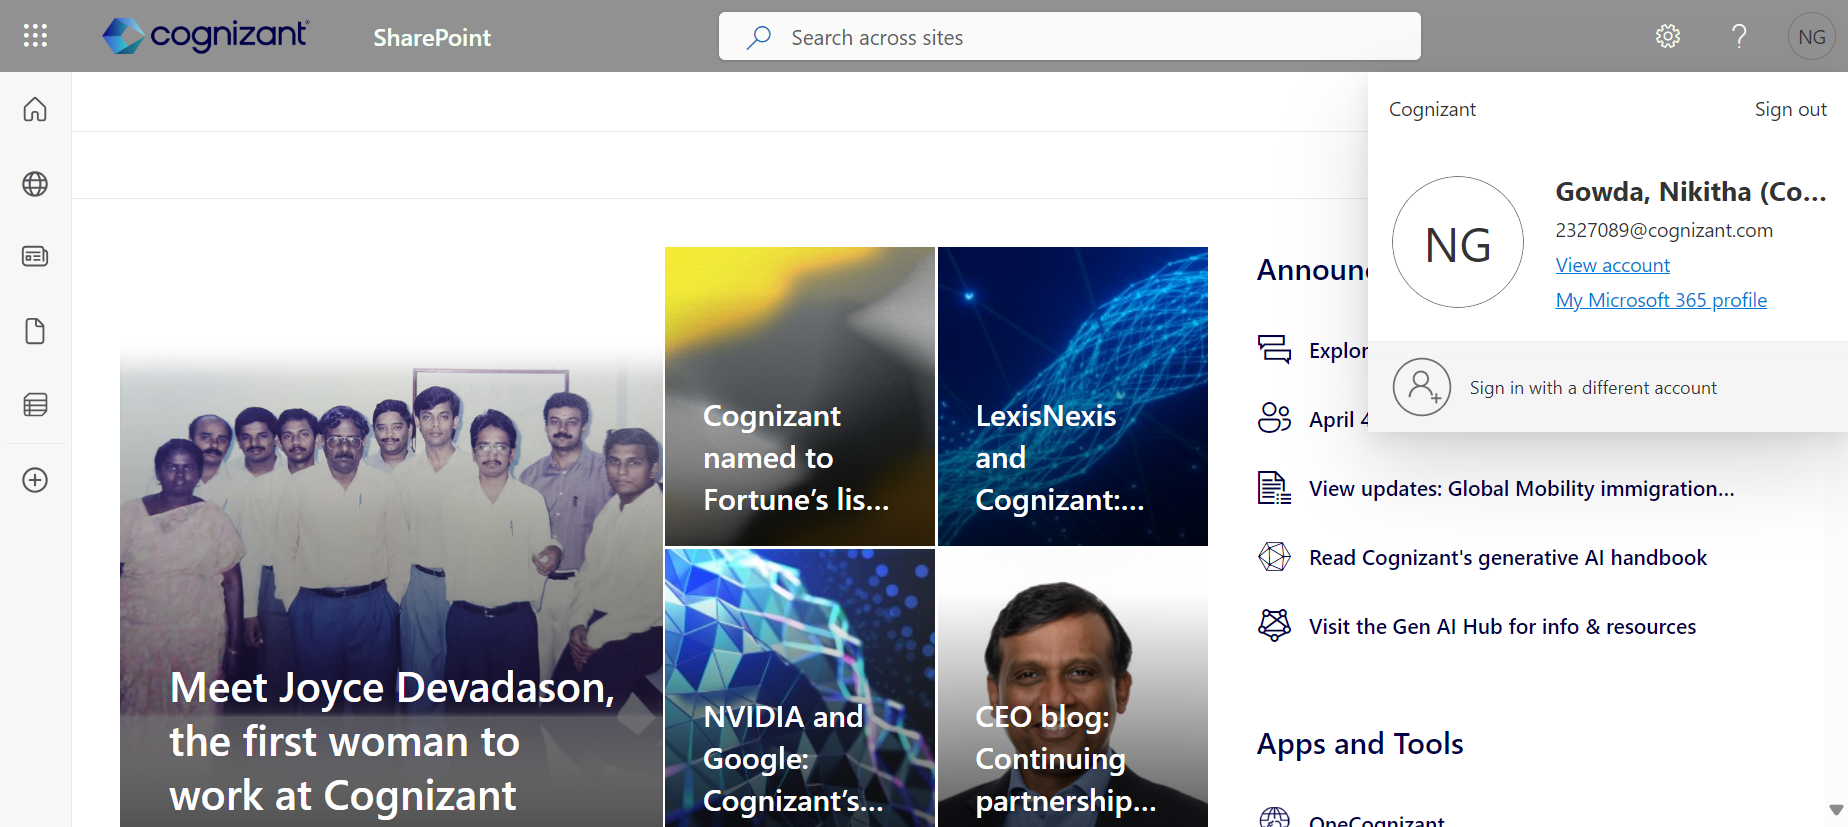 cognizant
SharePoint
Search across sites
NG
Cognizant
Sign out
NG
Gowda, Nikitha (Co...
2327089@cognizant.com
View account
My Microsoft 365 profile
Sign in with a different account
Meet Joyce Devadason,
the first woman to
work at Cognizant
Cognizant
named to
Fortune’s lis...
LexisNexis
and
Cognizant:...
NVIDIA and
Google:
Cognizant’s...
CEO blog:
Continuing
partnership...
Announ
Explor
April 4
View updates: Global Mobility immigration...
Read Cognizant's generative AI handbook
Visit the Gen AI Hub for info & resources
Apps and Tools
OneCognizant